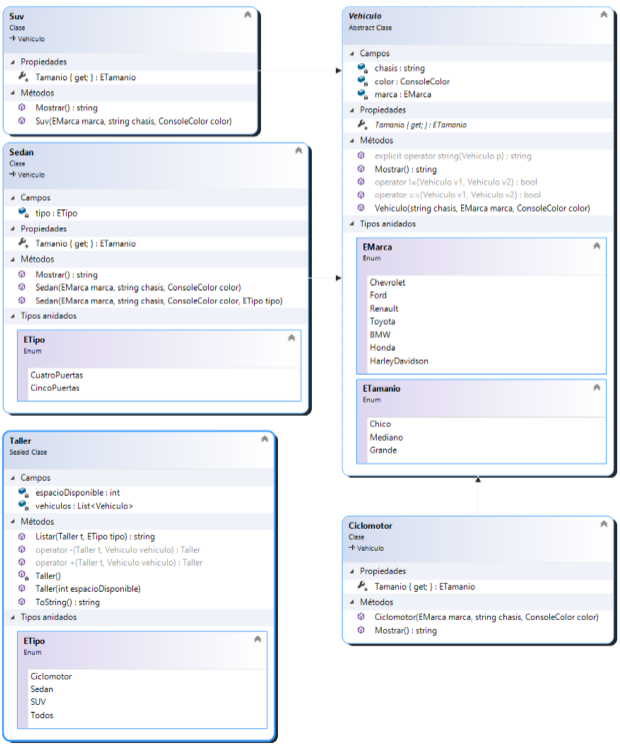 Suv
Clase
Vehiculo
Propiedades
Tamanio { get; } : ETamanio
Métodos
Mostrar() : string
Suv(EMarca marca, string chasis, ConsoleColor color)
Sedan
Clase
Vehiculo
Campos
tipo : ETipo
Propiedades
Tamanio { get; } : ETamanio
Métodos
Mostrar() : string
Sedan(EMarca marca, string chasis, ConsoleColor color)
Sedan(EMarca marca, string chasis, ConsoleColor color, ETipo tipo)
Tipos anidados
ETipo
Enum
CuatroPuertas
CincoPuertas
Taller
Sealed Clase
Campos
espacioDisponible : int
vehiculos : List<Vehiculo>
Métodos
Listar(Taller t, ETipo tipo) : string
operator -(Taller t, Vehiculo vehiculo) : Taller
operator +(Taller t, Vehiculo vehiculo) : Taller
Taller()
Taller(int espacioDisponible)
ToString() : string
Tipos anidados
ETipo
Enum
Ciclomotor
Sedan
SUV
Todos
Vehiculo
Abstract Clase
Campos
chasis : string
color : ConsoleColor
marca : EMarca
Propiedades
Tamanio { get; } : ETamanio
Métodos
explicit operator string(Vehiculo p) : string
Mostrar() : string
operator !=(Vehiculo v1, Vehiculo v2) : bool
operator ==(Vehiculo v1, Vehiculo v2) : bool
Vehiculo(string chasis, EMarca marca, ConsoleColor color)
Tipos anidados
EMarca
Enum
Chevrolet
Ford
Renault
Toyota
BMW
Honda
HarleyDavidson
ETamanio
Enum
Chico
Mediano
Grande
Ciclomotor
Clase
Vehiculo
Propiedades
Tamanio { get; } : ETamanio
Métodos
Ciclomotor(EMarca marca, string chasis, ConsoleColor color)
Mostrar() : string